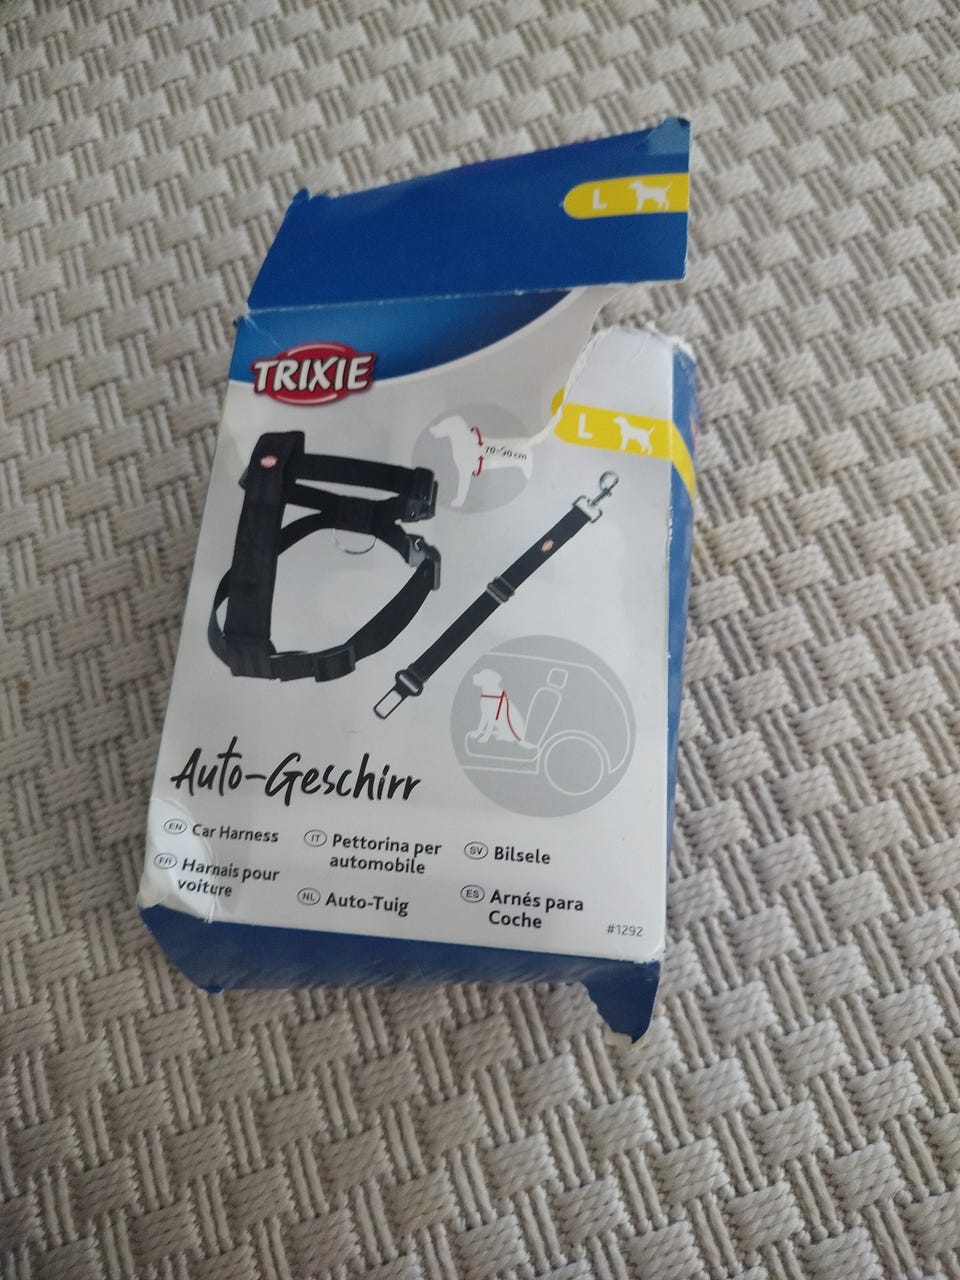 L
TRIXIE
L
70-90 cm
Auto-Geschirr
EN Car Harness
FR Harnais pour
voiture
IT Pettorina per
automobile
NL Auto-Tuig
SV Bilsele
ES Arnés para
Coche
#1292